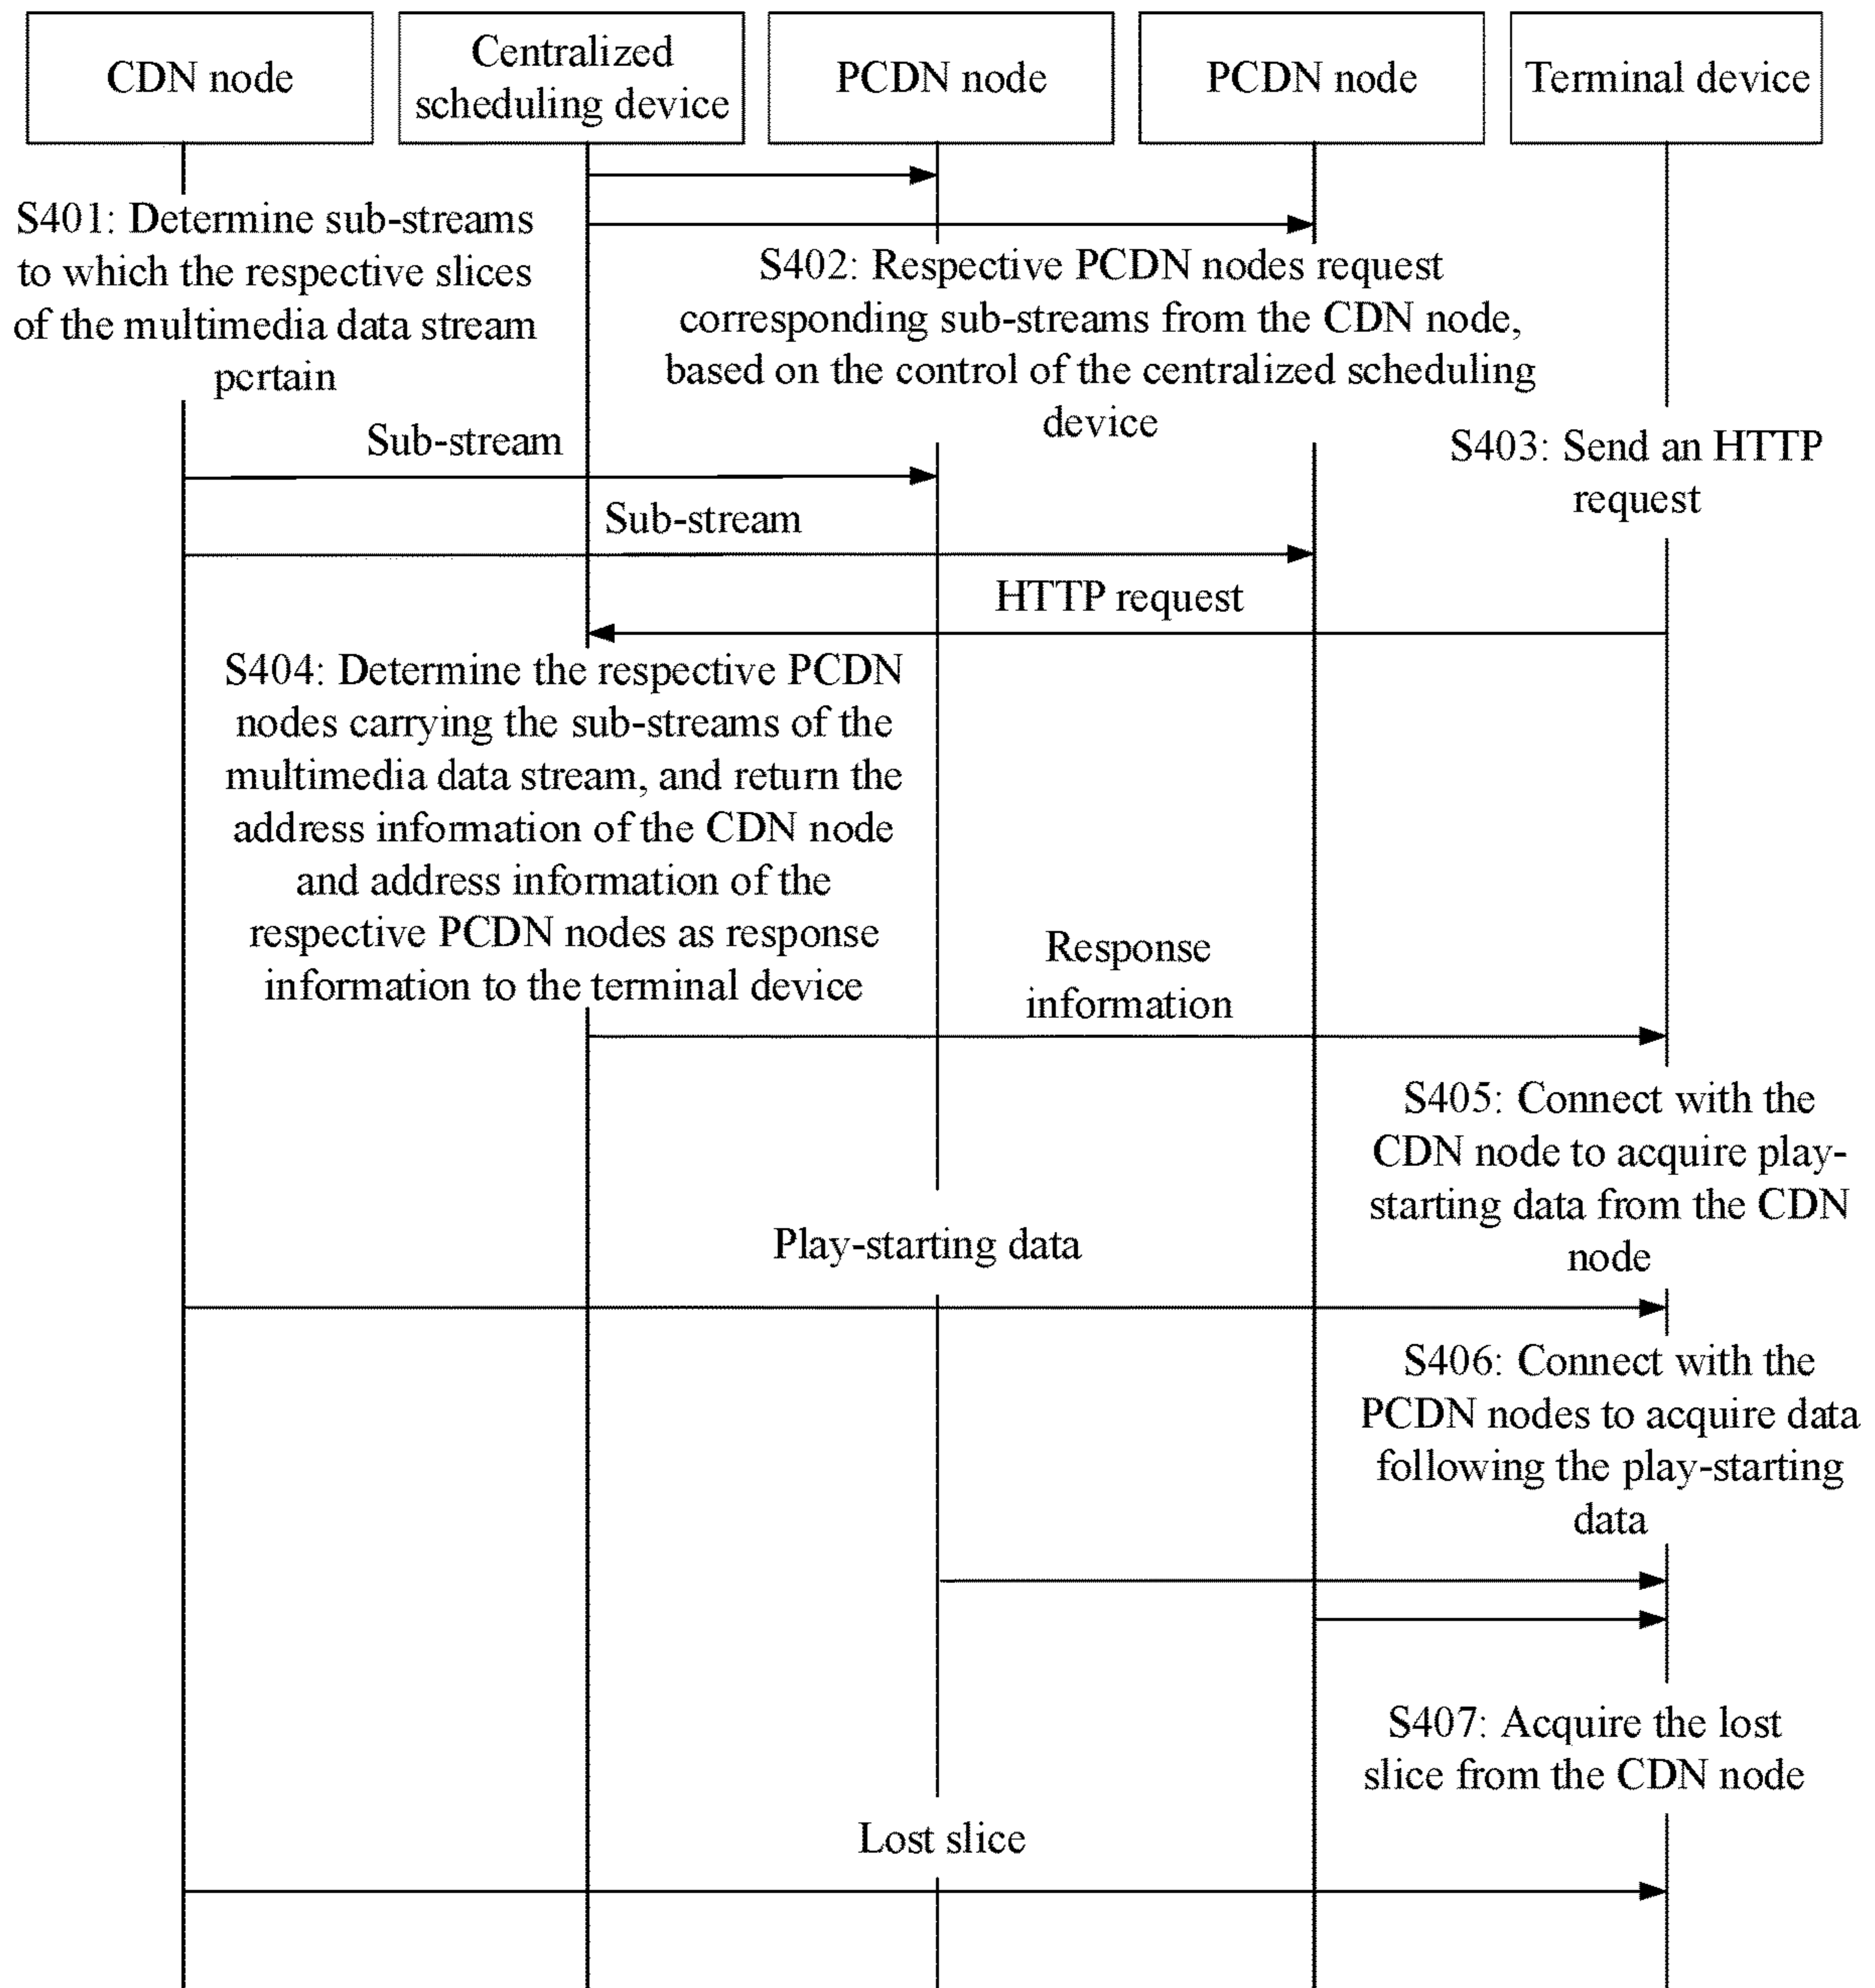 CDN node
Centralized
scheduling device
PCDN node
PCDN node
Terminal device
S401: Determine sub-streams
to which the respective slices
of the multimedia data stream
pertain
S402: Respective PCDN nodes request
corresponding sub-streams from the CDN node,
based on the control of the centralized scheduling
device
Sub-stream
S403: Send an HTTP
request
Sub-stream
HTTP request
S404: Determine the respective PCDN
nodes carrying the sub-streams of the
multimedia data stream, and return the
address information of the CDN node
and address information of the
respective PCDN nodes as response
information to the terminal device
Response
information
S405: Connect with the
CDN node to acquire play-
starting data from the CDN
node
Play-starting data
S406: Connect with the
PCDN nodes to acquire data
following the play-starting
data
S407: Acquire the lost
slice from the CDN node
Lost slice